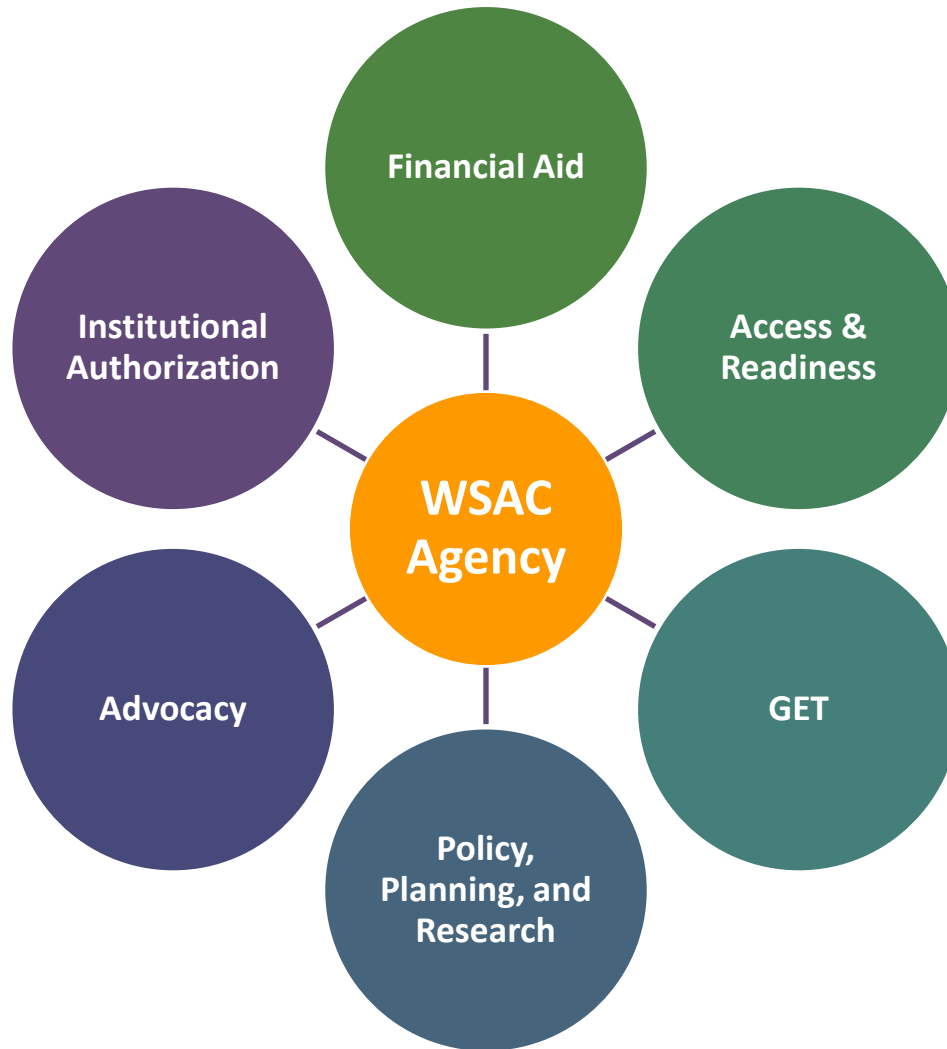 Financial Aid
Institutional
Authorization
Access &
Readiness
WSAC
Agency
Advocacy
GET
Policy,
Planning, and
Research